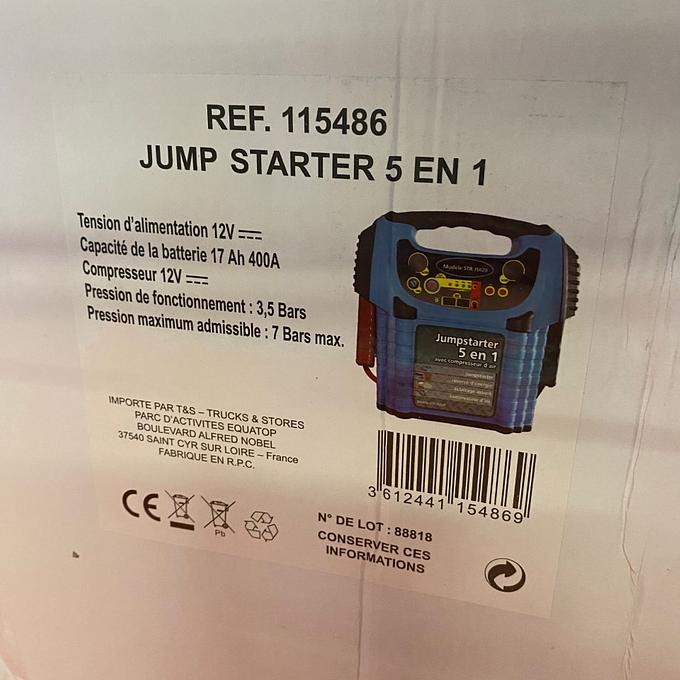 REF. 115486
JUMP STARTER 5 EN 1
Tension d'alimentation 12V
Capacité de la batterie 17 Ah 400A
Compresseur 12V
Pression de fonctionnement : 3,5 Bars
Pression maximum admissible : 7 Bars max.
Jumpstarter
5 en 1
avec compresseur d'air
IMPORTE PAR T&S – TRUCKS & STORES
PARC D'ACTIVITES EQUATOP
BOULEVARD ALFRED NOBEL
37540 SAINT CYR SUR LOIRE – France
FABRIQUE EN R.P.C.
3 612441 154869
CE
Pb
N° DE LOT : 88818
CONSERVER CES
INFORMATIONS